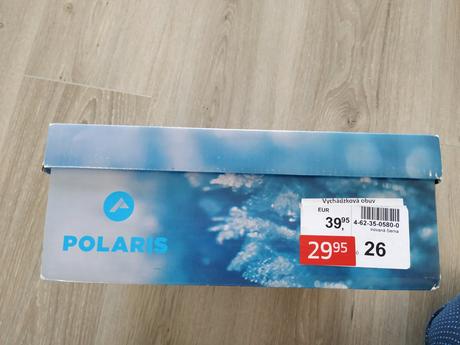 POLARIS
Vychádzková obuv
EUR
39,95
4-62-35-0580-0
29.95
26